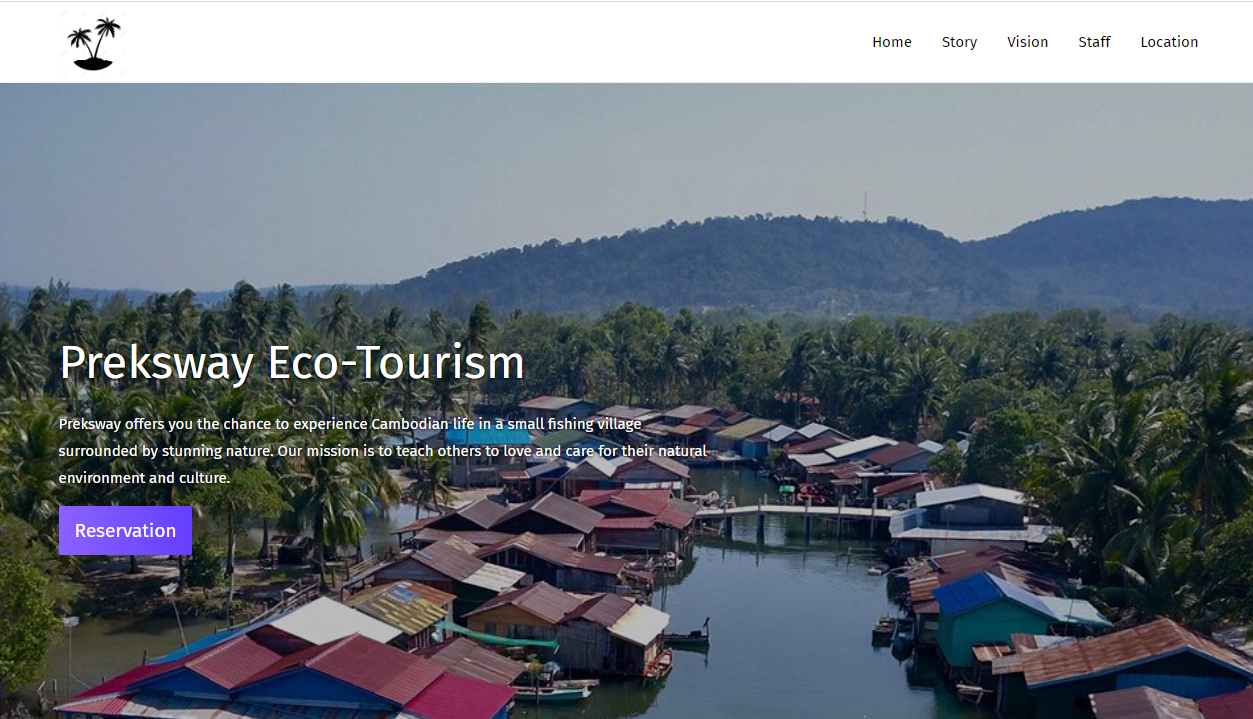 Home Story Vision Staff Location
Preksway Eco-Tourism
Preksway offers you the chance to experience Cambodian life in a small fishing village
surrounded by stunning nature. Our mission is to teach others to love and care for their natural
environment and culture.
Reservation